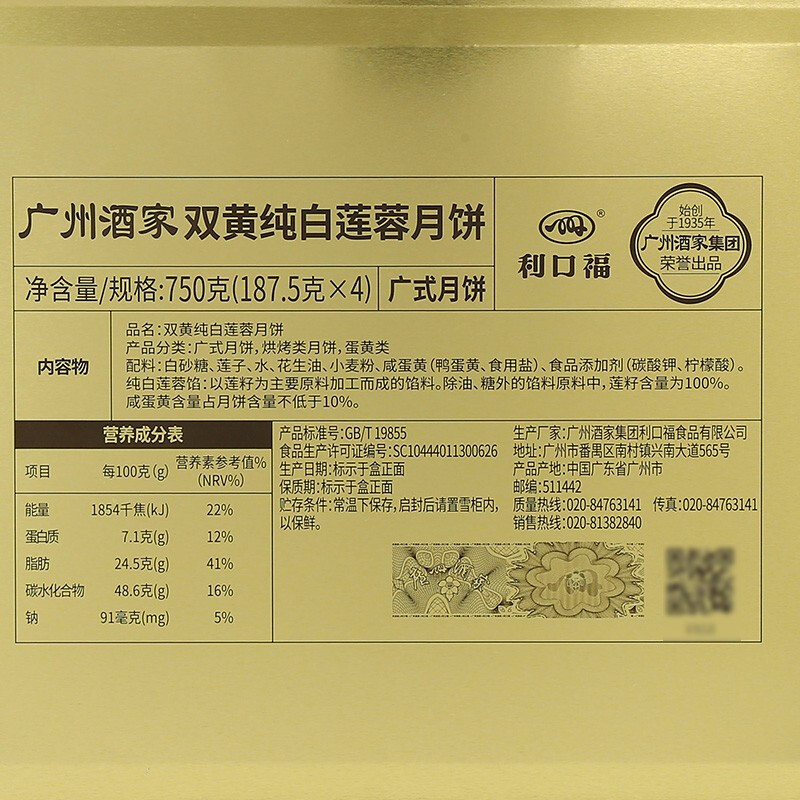 广州酒家 双黄纯白莲蓉月饼
净含量/规格:750克(187.5克×4)
广式月饼
®
利口福
始创
于1935年
广州酒家集团
荣誉出品
内容物
品名:双黄纯白莲蓉月饼
产品分类:广式月饼,烘烤类月饼,蛋黄类
配料:白砂糖、莲子、水、花生油、小麦粉、咸蛋黄(鸭蛋黄、食用盐)、食品添加剂(碳酸钾、柠檬酸)。
纯白莲蓉馅:以莲籽为主要原料加工而成的馅料。除油、糖外的馅料原料中,莲籽含量为100%。
咸蛋黄含量占月饼含量不低于10%。
营养成分表
项目 每100克(g) 营养素参考值%(NRV%)
能量 1854千焦(kJ) 22%
蛋白质 7.1克(g) 12%
脂肪 24.5克(g) 41%
碳水化合物 48.6克(g) 16%
钠 91毫克(mg) 5%
产品标准号:GB/T 19855
食品生产许可证编号:SC10444011300626
生产日期:标示于盒正面
保质期:标示于盒正面
贮存条件:常温下保存,启封后请置雪柜内,
以保鲜。
生产厂家:广州酒家集团利口福食品有限公司
地址:广州市番禺区南村镇兴南大道565号
产品产地:中国广东省广州市
邮编:511442
质量热线:020-84763141 传真:020-84763141
销售热线:020-81382840